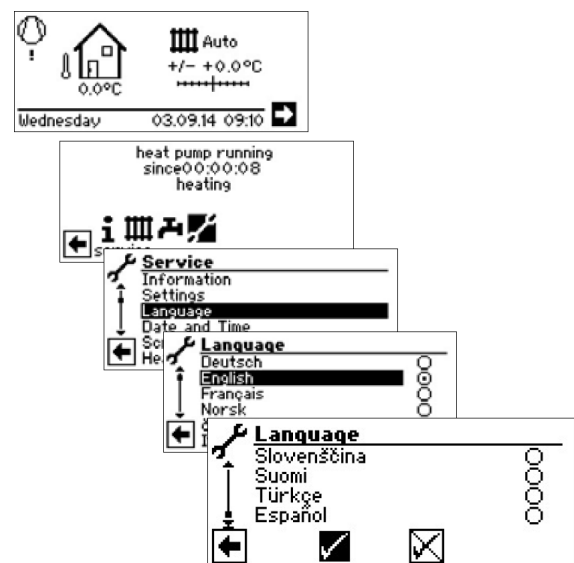 !
Auto
+/- +0.0°C
0.0°C
Wednesday 03.09.14 09:10
heat pump running
since00:00:08
heating
i
Service
Information
Settings
Language
Date and Time
Language
Deutsch
English
Français
Norsk
Language
Slovenščina
Suomi
Türkçe
Español